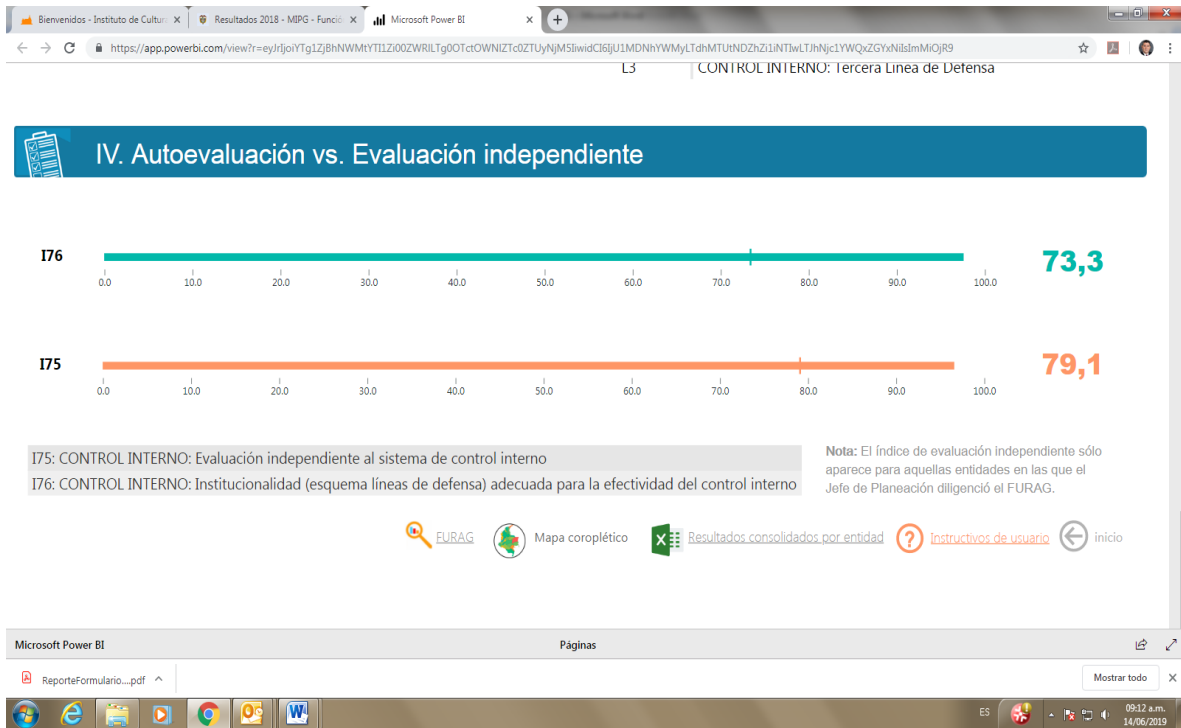 Bienvenidos - Instituto de Cultur
Resultados 2018 - MIPG - Funció
Microsoft Power BI
https://app.powerbi.com/view?r=
L3 CONTROL INTERNO: Tercera Línea de Defensa
IV. Autoevaluación vs. Evaluación independiente
I76
73,3
0.0 10.0 20.0 30.0 40.0 50.0 60.0 70.0 80.0 90.0 100.0
I75
79,1
0.0 10.0 20.0 30.0 40.0 50.0 60.0 70.0 80.0 90.0 100.0
I75: CONTROL INTERNO: Evaluación independiente al sistema de control interno
I76: CONTROL INTERNO: Institucionalidad (esquema líneas de defensa) adecuada para la efectividad del control interno
Nota: El índice de evaluación independiente sólo
aparece para aquellas entidades en las que el
Jefe de Planeación diligenció el FURAG.
FURAG
Mapa coroplético
Resultados consolidados por entidad
Instructivos de usuario
inicio
Microsoft Power BI
Páginas
ReporteFormulario....pdf
Mostrar todo
ES
09:12 a.m.
14/06/2019